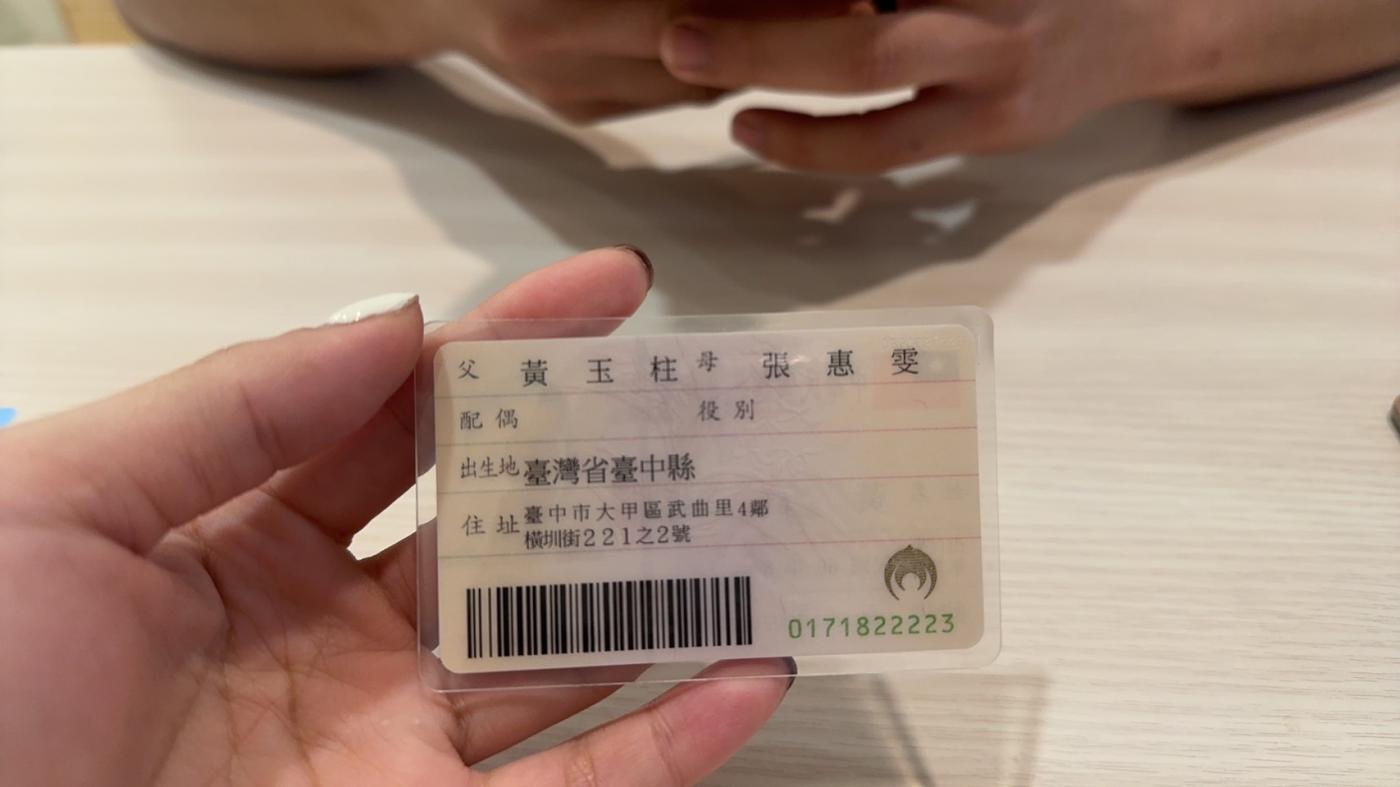 父 黃玉柱 母 張惠雯
配偶 役別
出生地 臺灣省臺中縣
住址 臺中市大甲區武曲里4鄰
橫圳街221之2號
0171822223